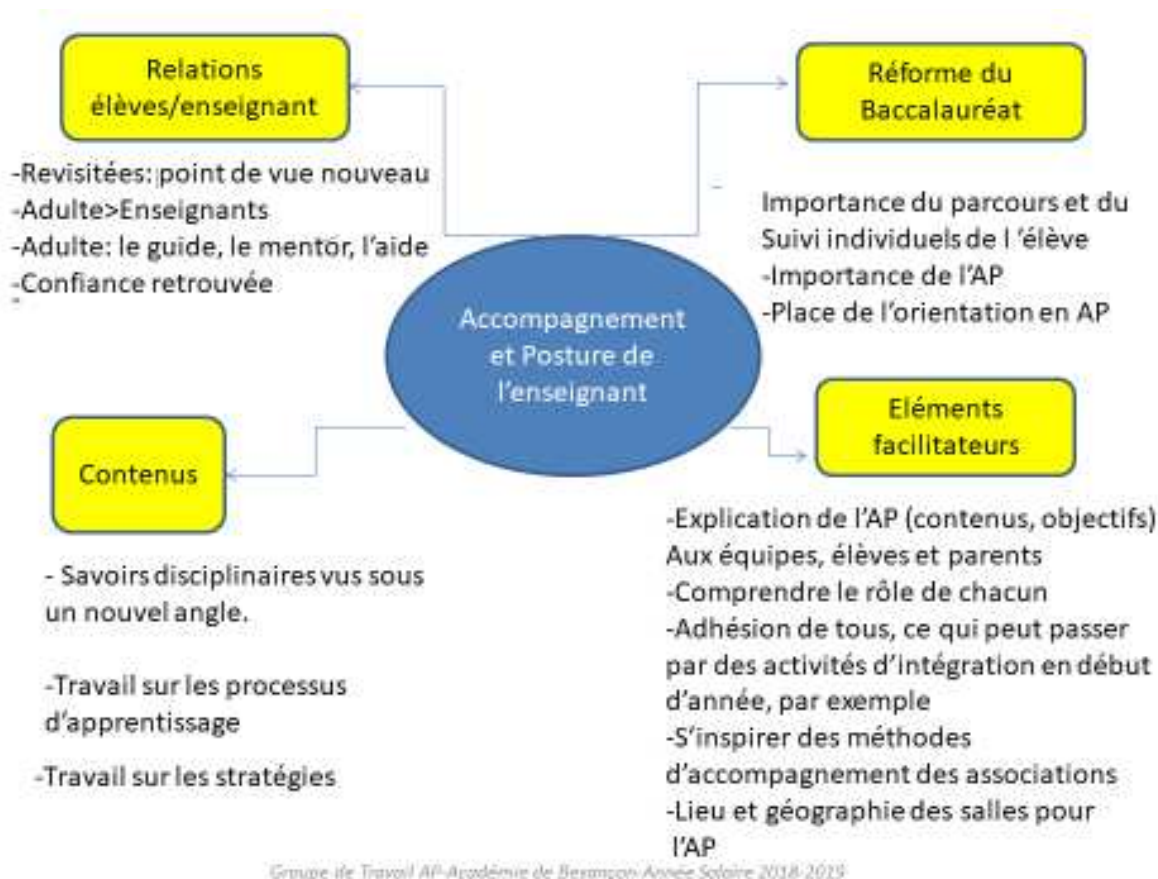 Relations
élèves/enseignant
-Revisitées: point de vue nouveau
-Adulte>Enseignants
-Adulte: le guide, le mentor, l'aide
-Confiance retrouvée
-
Réforme du
Baccalauréat
Importance du parcours et du
Suivi individuels de l 'élève
-Importance de l'AP
-Place de l'orientation en AP
Accompagnement
et Posture de
l'enseignant
Contenus
- Savoirs disciplinaires vus sous
un nouvel angle.
-Travail sur les processus
d'apprentissage
-Travail sur les stratégies
Eléments
facilitateurs
-Explication de l'AP (contenus, objectifs)
Aux équipes, élèves et parents
-Comprendre le rôle de chacun
-Adhésion de tous, ce qui peut passer
par des activités d'intégration en début
d'année, par exemple
-S'inspirer des méthodes
d'accompagnement des associations
-Lieu et géographie des salles pour
l'AP
Groupe de Travail AP-Académie de Besançon-Année Solaire 2018-2019